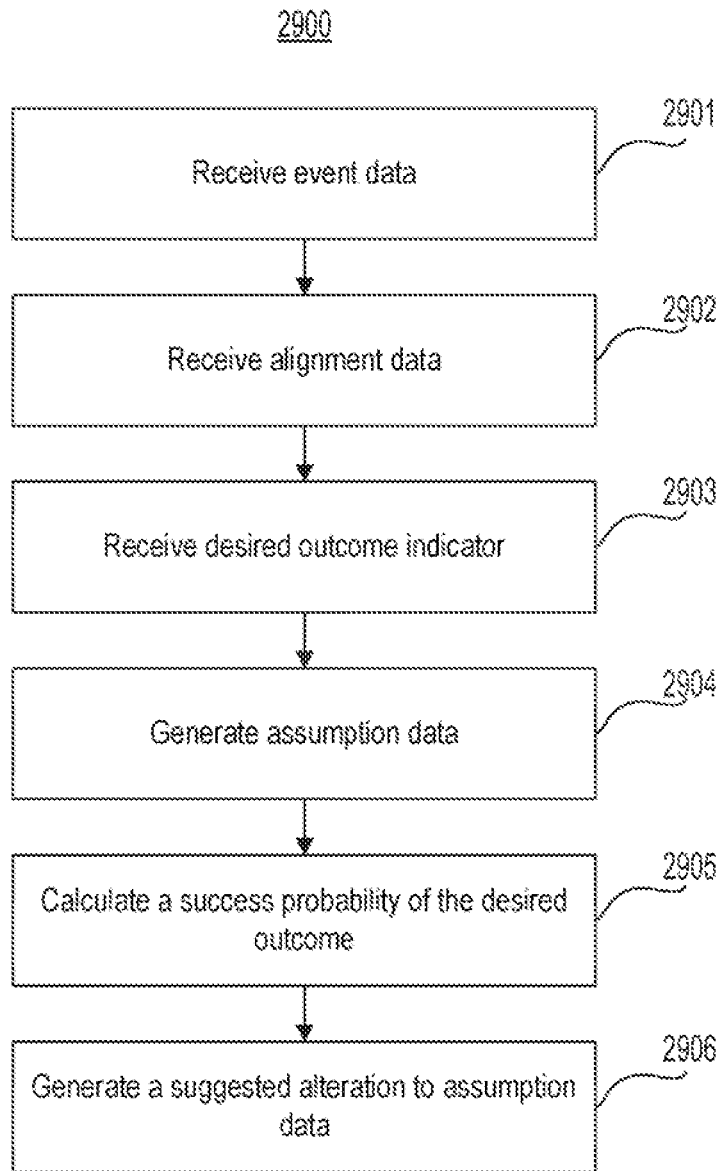 2900
2901
Receive event data
2902
Receive alignment data
2903
Receive desired outcome indicator
2904
Generate assumption data
2905
Calculate a success probability of the desired
outcome
2906
Generate a suggested alteration to assumption
data